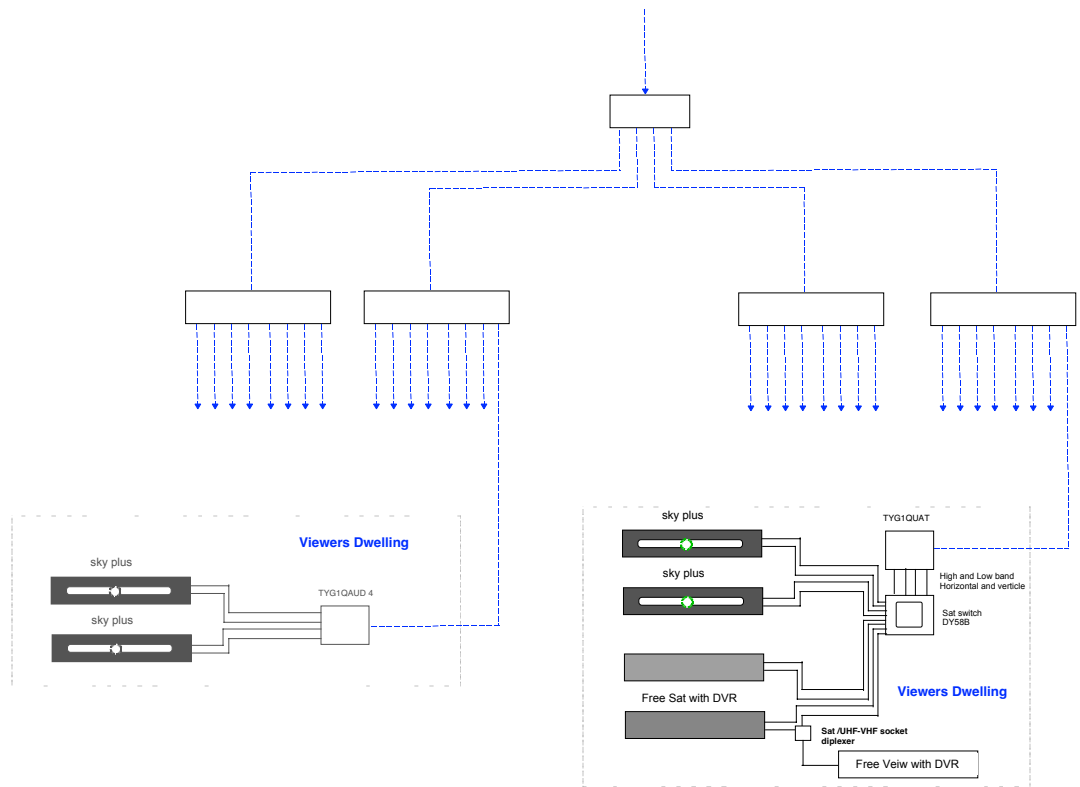 Viewers Dwelling
sky plus
TYG1QAUD 4
sky plus
sky plus
TYG1QUAT
sky plus
High and Low band
Horizontal and verticle
Sat switch
DY58B
Free Sat with DVR
Viewers Dwelling
Sat /UHF-VHF socket
diplexer
Free Veiw with DVR